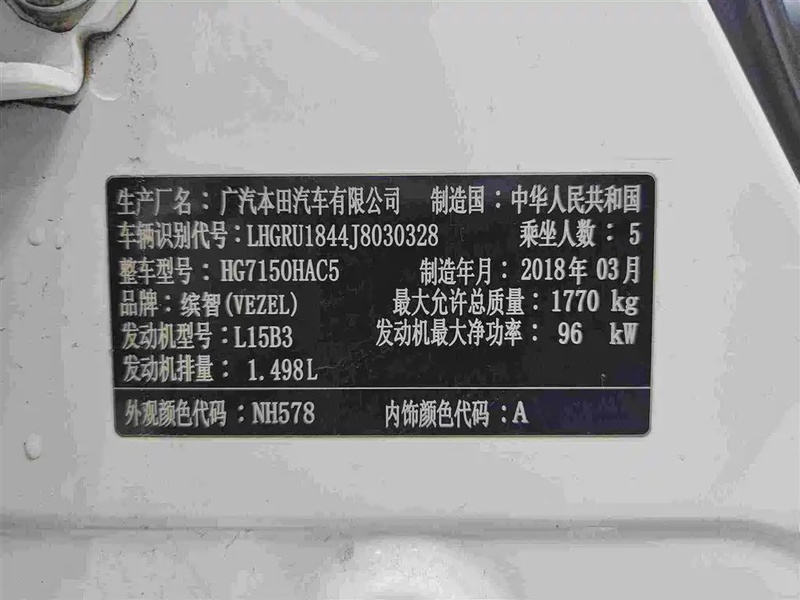 生产厂名：广汽本田汽车有限公司 制造国：中华人民共和国
车辆识别代号：LHGRU1844J8030328 乘坐人数：5
整车型号：HG7150HAC5 制造年月：2018年03月
品牌：缤智(VEZEL) 最大允许总质量：1770 kg
发动机型号：L15B3 发动机最大净功率：96 kW
发动机排量：1.498L
外观颜色代码：NH578 内饰颜色代码：A